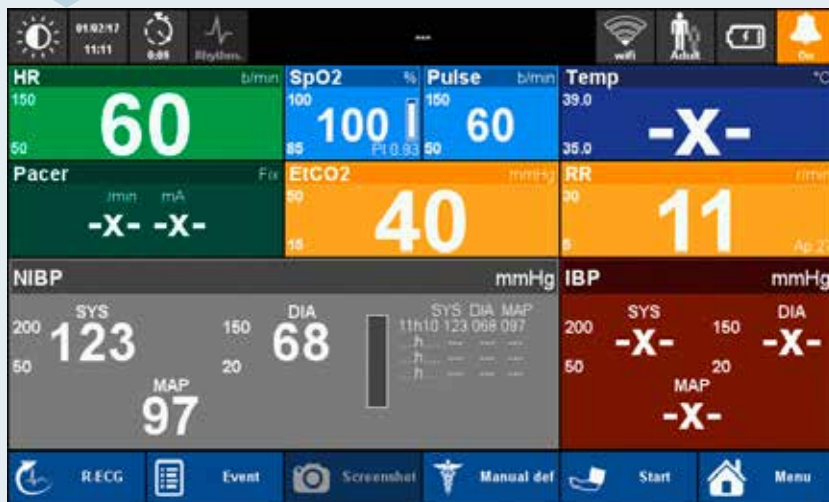 01/02/17
11:11
0:09
Rhythm.
---
wifi
Adult
On
HR b/min
150
60
50
SpO2 %
100
100
85
Pt 0.93
Pulse b/min
150
60
50
Temp °C
39.0
-X-
35.0
Pacer Fix
/min mA
-X- -X-
EtCO2 mmHg
50
40
15
RR r/min
30
11
5
Ap 27
NIBP mmHg
SYS
200
123
50
DIA
150
68
20
MAP
97
SYS DIA MAP
11h10 123 068 097
...h... --- --- ---
...h... --- --- ---
...h... --- --- ---
IBP mmHg
SYS
200
-X-
50
DIA
150
-X-
20
MAP
-X-
R.ECG
Event
Screenshot
Manual def
Start
Menu